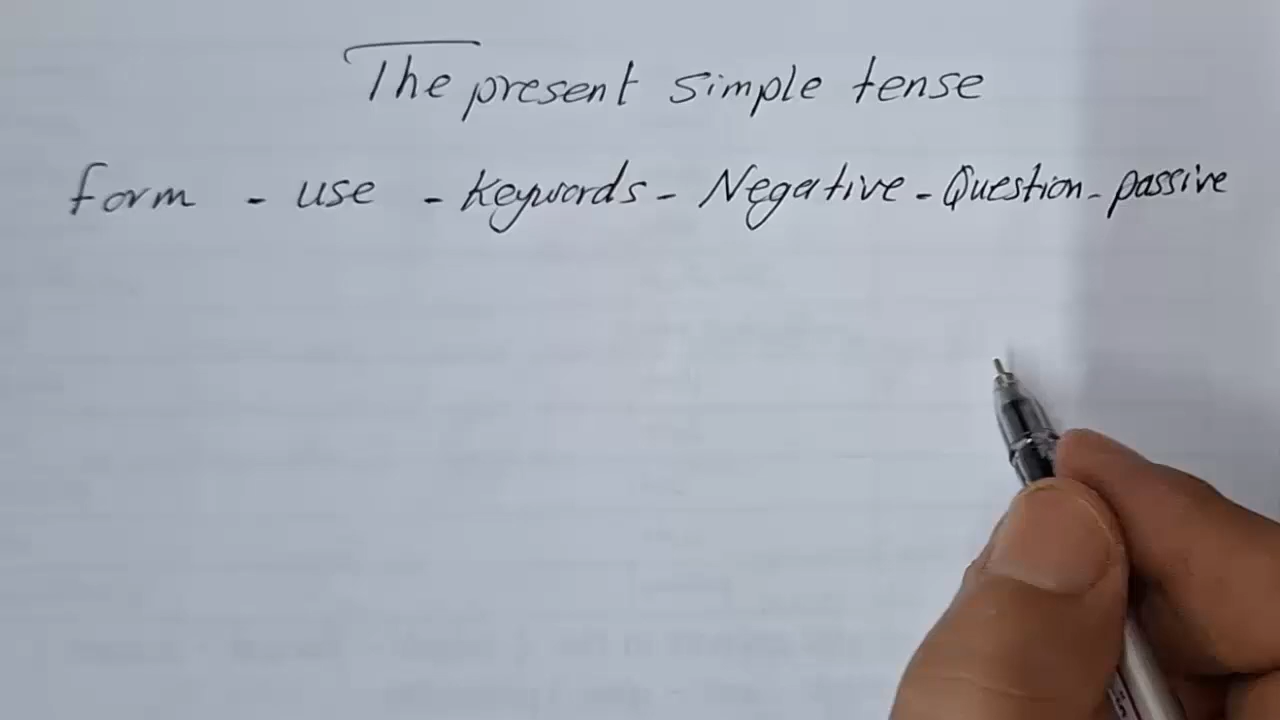 The present simple tense
form - use - Keywords - Negative - Question - passive